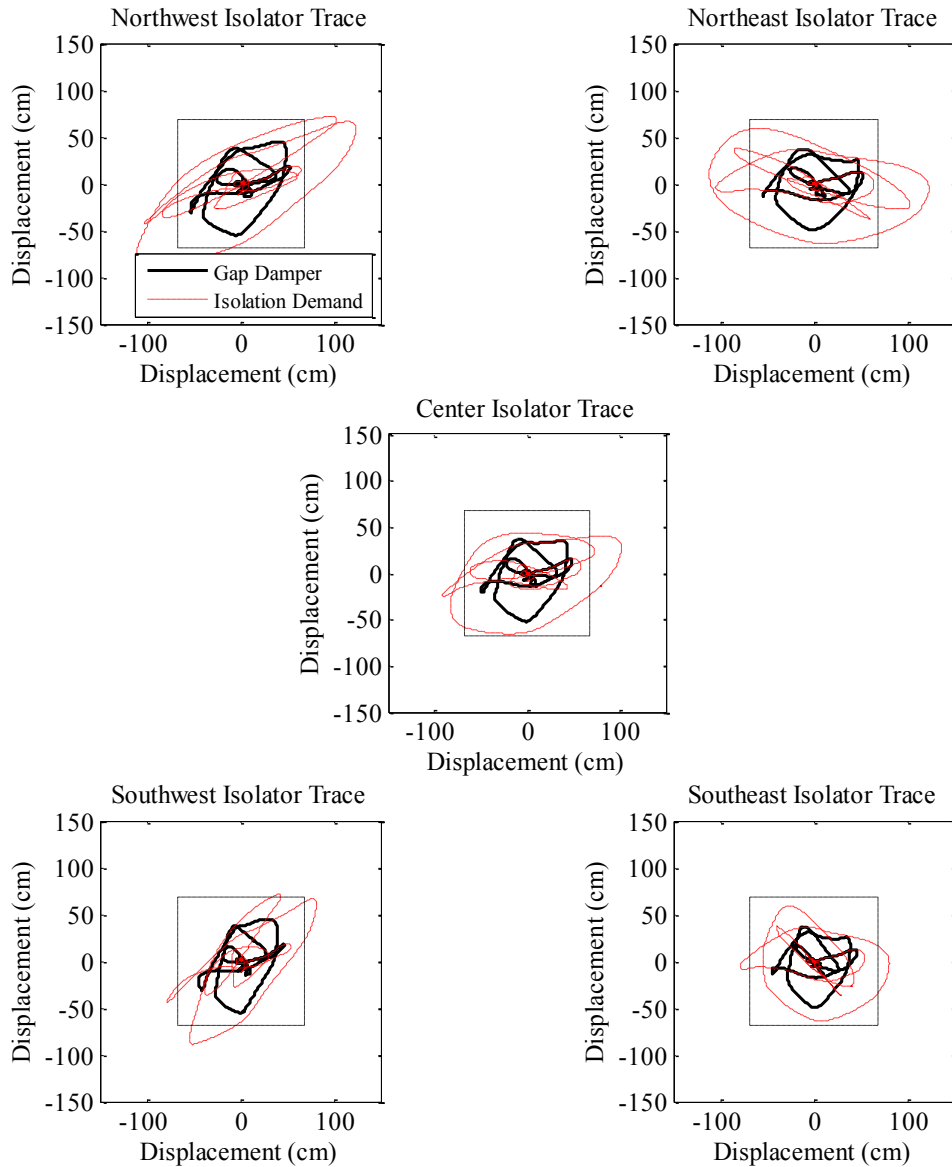 Northwest Isolator Trace
Northeast Isolator Trace
150
100
50
0
-50
-100
-150
Displacement (cm)
Gap Damper
Isolation Demand
-100 0 100
Displacement (cm)
150
100
50
0
-50
-100
-150
Displacement (cm)
-100 0 100
Displacement (cm)
Center Isolator Trace
150
100
50
0
-50
-100
-150
Displacement (cm)
-100 0 100
Displacement (cm)
Southwest Isolator Trace
Southeast Isolator Trace
150
100
50
0
-50
-100
-150
Displacement (cm)
-100 0 100
Displacement (cm)
150
100
50
0
-50
-100
-150
Displacement (cm)
-100 0 100
Displacement (cm)